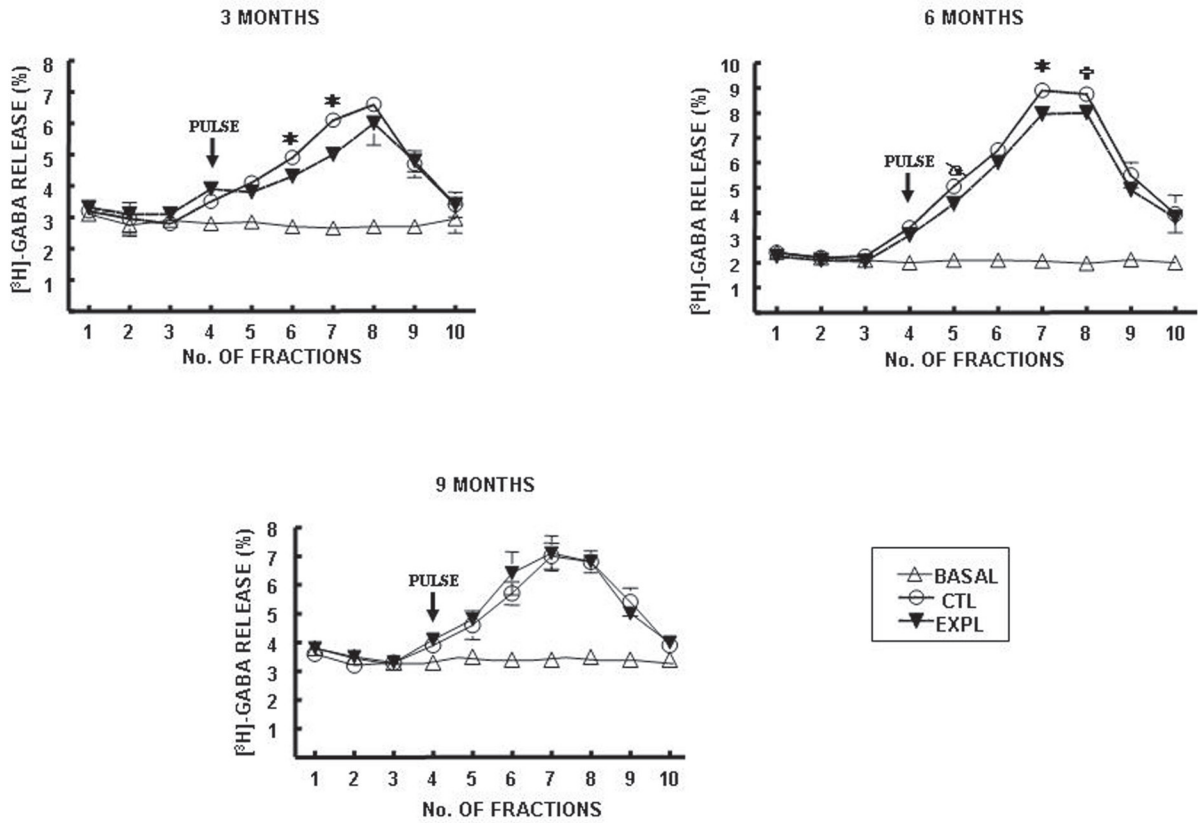 3 MONTHS
[³H]-GABA RELEASE (%)
8
7
6
5
4
3
2
1
PULSE
*
*
1 2 3 4 5 6 7 8 9 10
No. OF FRACTIONS
6 MONTHS
[³H]-GABA RELEASE (%)
10
9
8
7
6
5
4
3
2
1
PULSE
*
1 2 3 4 5 6 7 8 9 10
No. OF FRACTIONS
9 MONTHS
[³H]-GABA RELEASE (%)
8
7
6
5
4
3
2
1
PULSE
1 2 3 4 5 6 7 8 9 10
No. OF FRACTIONS
BASAL
CTL
EXPL